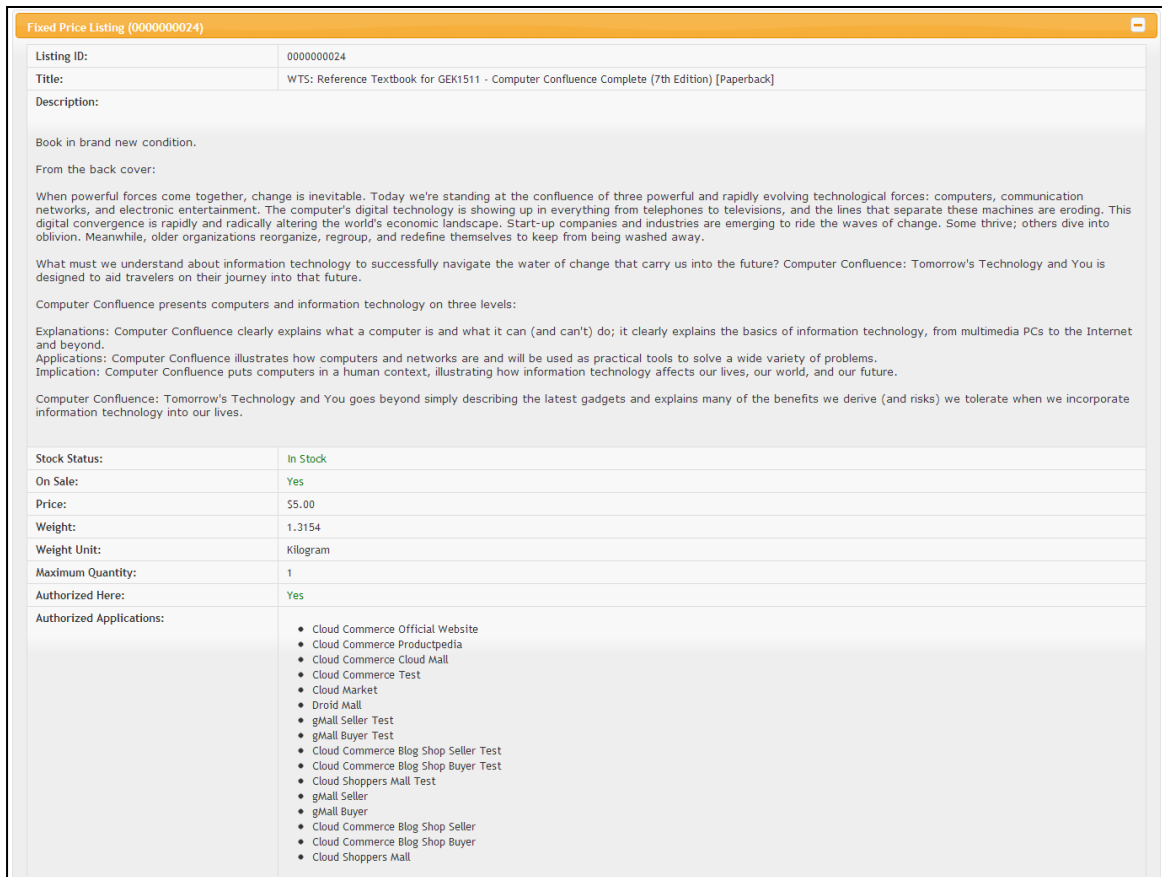 Fixed Price Listing (0000000024)
Listing ID: 0000000024
Title: WTS: Reference Textbook for GEK1511 - Computer Confluence Complete (7th Edition) [Paperback]
Description:
Book in brand new condition.
From the back cover:
When powerful forces come together, change is inevitable. Today we're standing at the confluence of three powerful and rapidly evolving technological forces: computers, communication
networks, and electronic entertainment. The computer's digital technology is showing up in everything from telephones to televisions, and the lines that separate these machines are eroding. This
digital convergence is rapidly and radically altering the world's economic landscape. Start-up companies and industries are emerging to ride the waves of change. Some thrive; others dive into
oblivion. Meanwhile, older organizations reorganize, regroup, and redefine themselves to keep from being washed away.
What must we understand about information technology to successfully navigate the water of change that carry us into the future? Computer Confluence: Tomorrow's Technology and You is
designed to aid travelers on their journey into that future.
Computer Confluence presents computers and information technology on three levels:
Explanations: Computer Confluence clearly explains what a computer is and what it can (and can't) do; it clearly explains the basics of information technology, from multimedia PCs to the Internet
and beyond.
Applications: Computer Confluence illustrates how computers and networks are and will be used as practical tools to solve a wide variety of problems.
Implication: Computer Confluence puts computers in a human context, illustrating how information technology affects our lives, our world, and our future.
Computer Confluence: Tomorrow's Technology and You goes beyond simply describing the latest gadgets and explains many of the benefits we derive (and risks) we tolerate when we incorporate
information technology into our lives.
Stock Status: In Stock
On Sale: Yes
Price: $5.00
Weight: 1.3154
Weight Unit: Kilogram
Maximum Quantity: 1
Authorized Here: Yes
Authorized Applications:
• Cloud Commerce Official Website
• Cloud Commerce Productpedia
• Cloud Commerce Cloud Mall
• Cloud Commerce Test
• Cloud Market
• Droid Mall
• gMall Seller Test
• gMall Buyer Test
• Cloud Commerce Blog Shop Seller Test
• Cloud Commerce Blog Shop Buyer Test
• Cloud Shoppers Mall Test
• gMall Seller
• gMall Buyer
• Cloud Commerce Blog Shop Seller
• Cloud Commerce Blog Shop Buyer
• Cloud Shoppers Mall